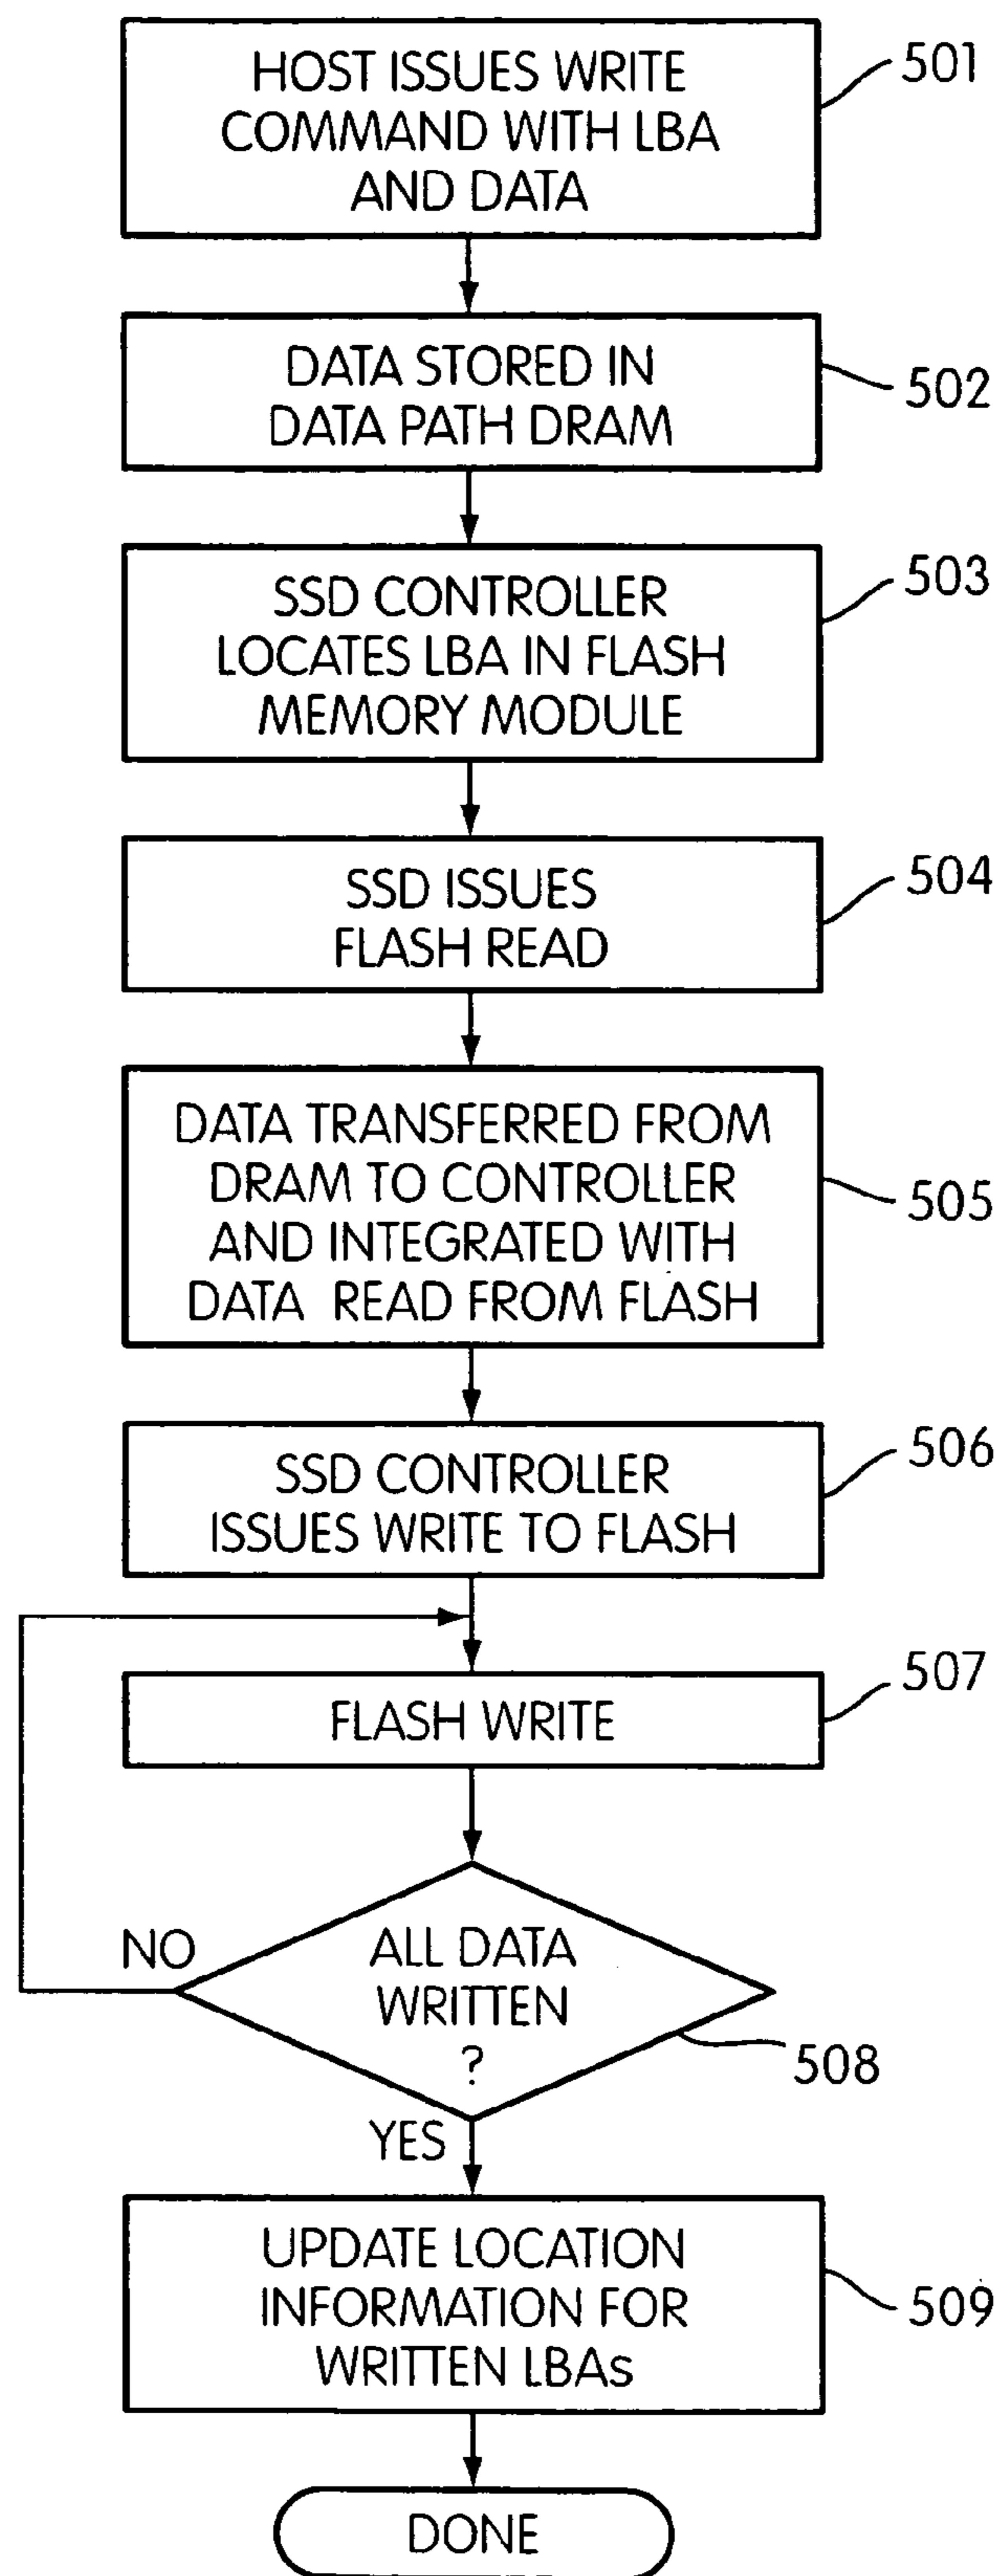 HOST ISSUES WRITE
COMMAND WITH LBA
AND DATA
501
DATA STORED IN
DATA PATH DRAM
502
SSD CONTROLLER
LOCATES LBA IN FLASH
MEMORY MODULE
503
SSD ISSUES
FLASH READ
504
DATA TRANSFERRED FROM
DRAM TO CONTROLLER
AND INTEGRATED WITH
DATA READ FROM FLASH
505
SSD CONTROLLER
ISSUES WRITE TO FLASH
506
FLASH WRITE
507
NO
ALL DATA
WRITTEN
?
508
YES
UPDATE LOCATION
INFORMATION FOR
WRITTEN LBAs
509
DONE